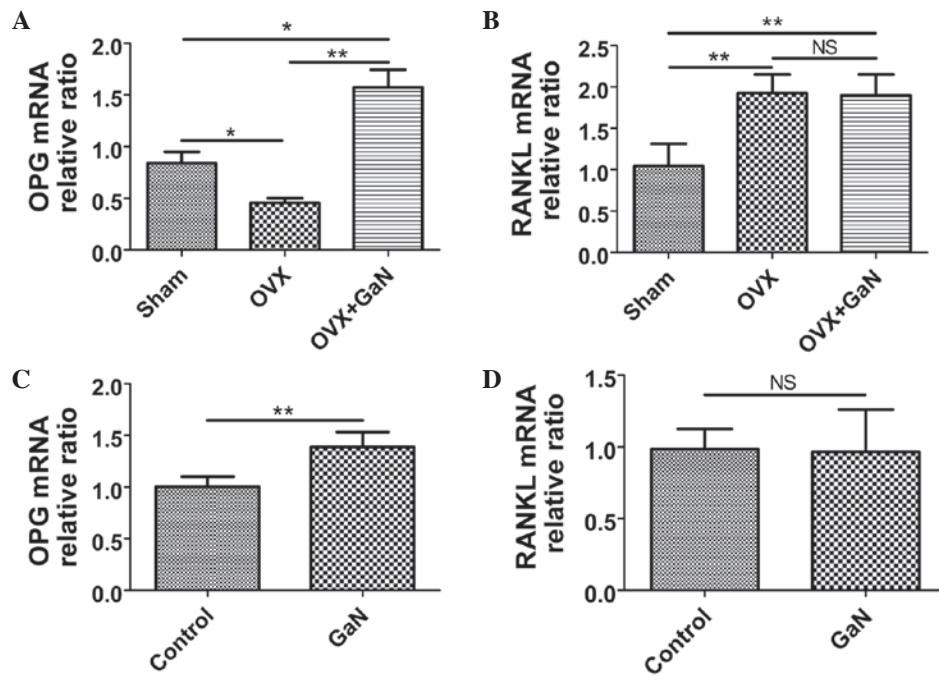 A
OPG mRNA
relative ratio
2.0
1.5
1.0
0.5
0.0
*
**
*
Sham
OVX
OVX+GaN
B
RANKL mRNA
relative ratio
2.5
2.0
1.5
1.0
0.5
0.0
**
NS
**
Sham
OVX
OVX+GaN
C
OPG mRNA
relative ratio
2.0
1.5
1.0
0.5
0.0
**
Control
GaN
D
RANKL mRNA
relative ratio
1.5
1.0
0.5
0.0
NS
Control
GaN